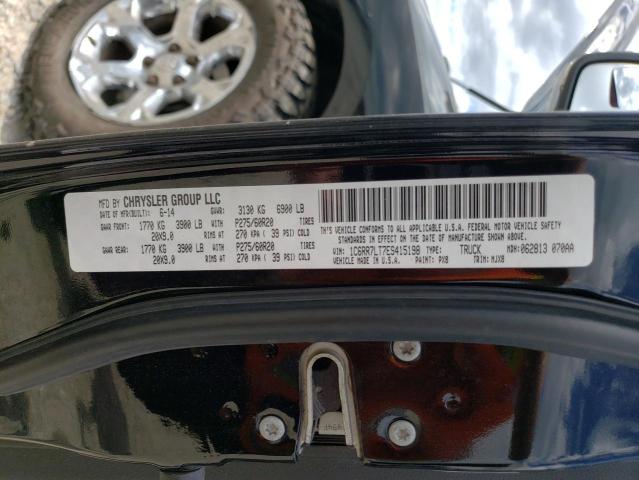 MFD BY CHRYSLER GROUP LLC
DATE OF MFR(BUILT): 6-14 GVWR: 3130 KG 6900 LB
GAWR FRONT: 1770 KG 3900 LB WITH P275/60R20 TIRES
20X9.0 RIMS AT 270 KPA ( 39 PSI) COLD
GAWR REAR: 1770 KG 3900 LB WITH P275/60R20 TIRES
20X9.0 RIMS AT 270 KPA ( 39 PSI) COLD
THIS VEHICLE CONFORMS TO ALL APPLICABLE U.S.A. FEDERAL MOTOR VEHICLE SAFETY
STANDARDS IN EFFECT ON THE DATE OF MANUFACTURE SHOWN ABOVE.
VIN: 1C6RR7LT7ES415198 TYPE: TRUCK MDH: 062813 070AA
VEHICLE MADE IN U.S.A. PAINT: PX8 TRIM: MJX8